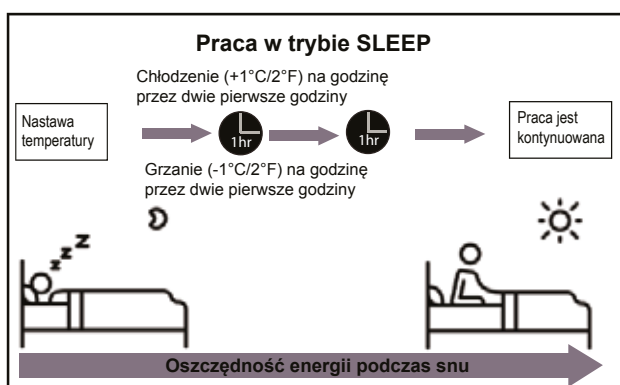 Praca w trybie SLEEP
Chłodzenie (+1°C/2°F) na godzinę
przez dwie pierwsze godziny
Nastawa
temperatury
1hr
1hr
Praca jest
kontynuowana
Grzanie (-1°C/2°F) na godzinę
przez dwie pierwsze godziny
z z z z
Oszczędność energii podczas snu